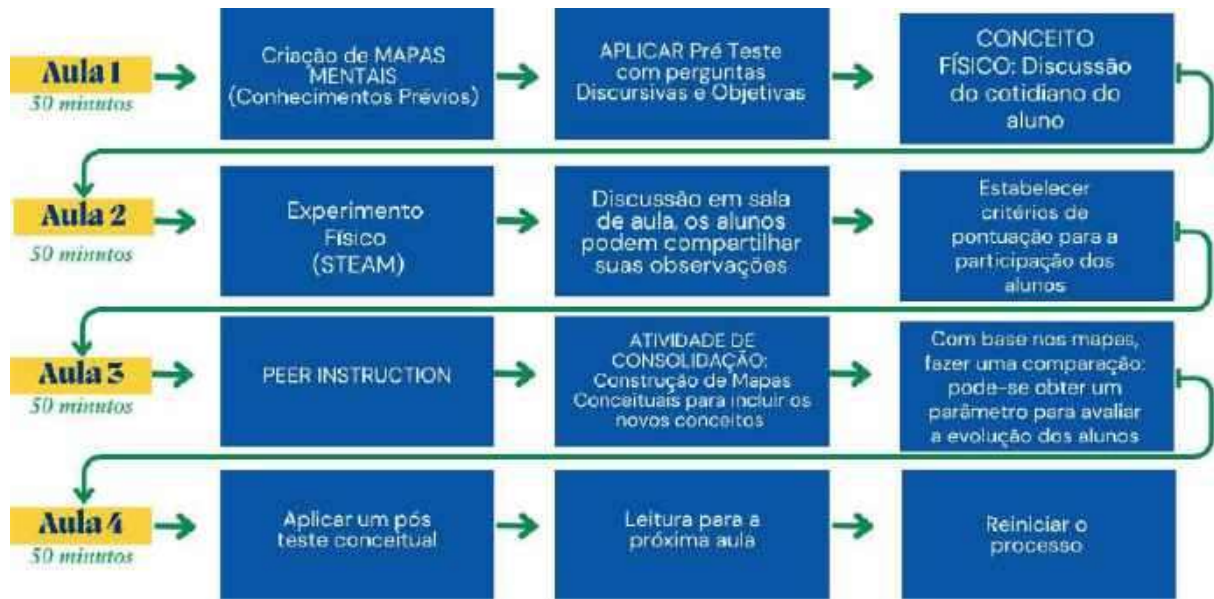 Aula 1
50 minutos
Criação de MAPAS
MENTAIS
(Conhecimentos Prévios)
APLICAR Pré Teste
com perguntas
Discursivas e Objetivas
CONCEITO
FÍSICO: Discussão
do cotidiano do
aluno
Aula 2
50 minutos
Experimento
Físico
(STEAM)
Discussão em sala
de aula, os alunos
podem compartilhar
suas observações
Estabelecer
critérios de
pontuação para a
participação dos
alunos
Aula 3
50 minutos
PEER INSTRUCTION
ATIVIDADE DE
CONSOLIDAÇÃO:
Construção de Mapas
Conceituais para incluir os
novos conceitos
Com base nos mapas,
fazer uma comparação:
pode-se obter um
parâmetro para avaliar
a evolução dos alunos
Aula 4
50 minutos
Aplicar um pós
teste conceitual
Leitura para a
próxima aula
Reiniciar o
processo